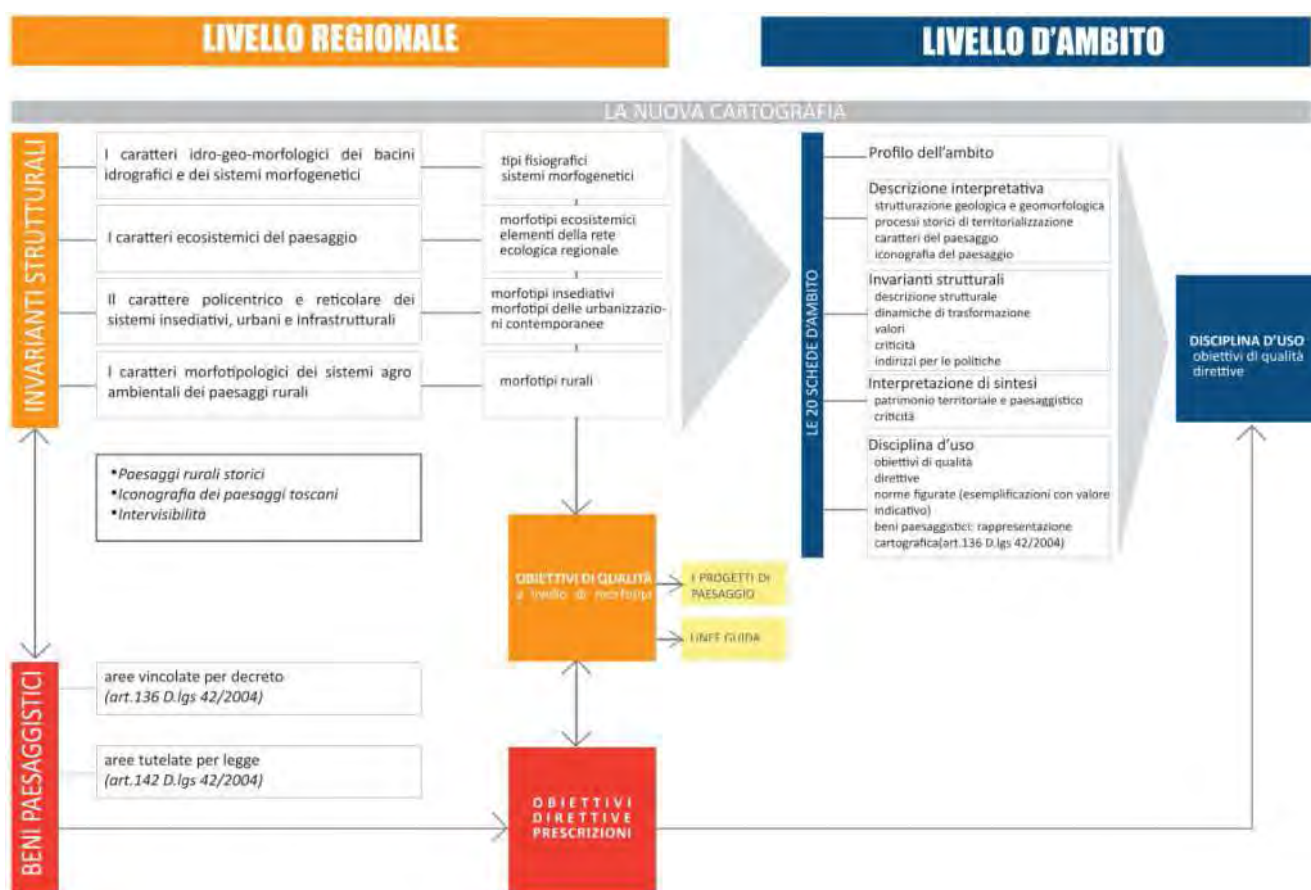 LIVELLO REGIONALE
LIVELLO D'AMBITO
LA NUOVA CARTOGRAFIA
INVARIANTI STRUTTURALI
I caratteri idro-geo-morfologici dei bacini
idrografici e dei sistemi morfogenetici
tipi fisiografici
sistemi morfogenetici
I caratteri ecosistemici del paesaggio
morfotipi ecosistemici
elementi della rete
ecologica regionale
Il carattere policentrico e reticolare dei
sistemi insediativi, urbani e infrastrutturali
morfotipi insediativi
morfotipi delle urbanizzazio-
ni contemporanee
I caratteri morfotipologici dei sistemi agro
ambientali dei paesaggi rurali
morfotipi rurali
•Paesaggi rurali storici
•Iconografia dei paesaggi toscani
•Intervisibilità
OBIETTIVI DI QUALITÀ
a livello di morfotipi
I PROGETTI DI
PAESAGGIO
LINEE GUIDA
BENI PAESAGGISTICI
aree vincolate per decreto
(art.136 D.lgs 42/2004)
aree tutelate per legge
(art.142 D.lgs 42/2004)
OBIETTIVI
DIRETTIVE
PRESCRIZIONI
LE 20 SCHEDE D'AMBITO
Profilo dell'ambito
Descrizione interpretativa
strutturazione geologica e geomorfologica
processi storici di territorializzazione
caratteri del paesaggio
iconografia del paesaggio
Invarianti strutturali
descrizione strutturale
dinamiche di trasformazione
valori
criticità
indirizzi per le politiche
Interpretazione di sintesi
patrimonio territoriale e paesaggistico
criticità
Disciplina d'uso
obiettivi di qualità
direttive
norme figurate (esemplificazioni con valore
indicativo)
beni paesaggistici: rappresentazione
cartografica(art.136 D.lgs 42/2004)
DISCIPLINA D'USO
obiettivi di qualità
direttive